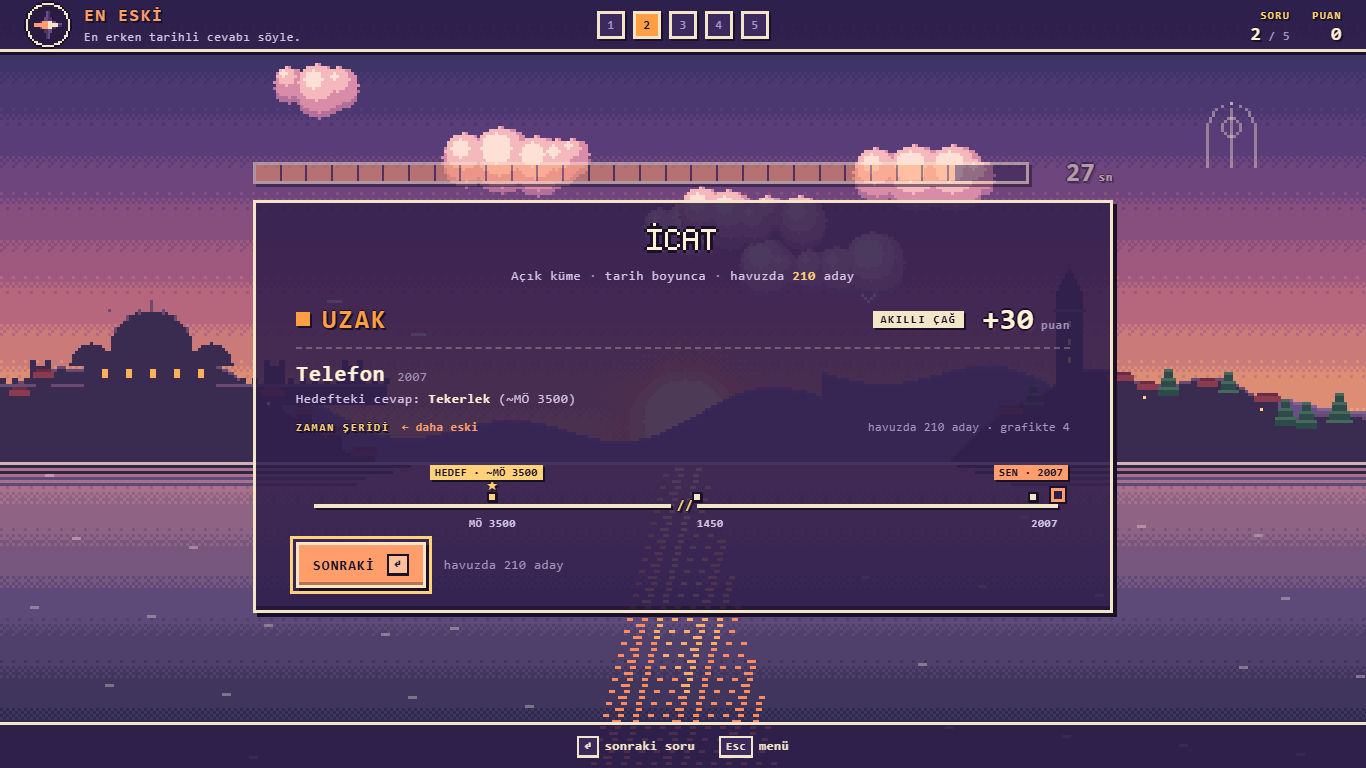 EN ESKİ
En erken tarihli cevabı söyle.
1 2 3 4 5
SORU PUAN
2 / 5 0
27 sn
İCAT
Açık küme · tarih boyunca · havuzda 210 aday
UZAK
AKILLI ÇAĞ +30 puan
Telefon 2007
Hedefteki cevap: Tekerlek (~MÖ 3500)
ZAMAN ŞERİDİ ← daha eski
havuzda 210 aday · grafikte 4
HEDEF · ~MÖ 3500
SEN · 2007
//
MÖ 3500 1450 2007
SONRAKİ ↲
havuzda 210 aday
↲ sonraki soru Esc menü